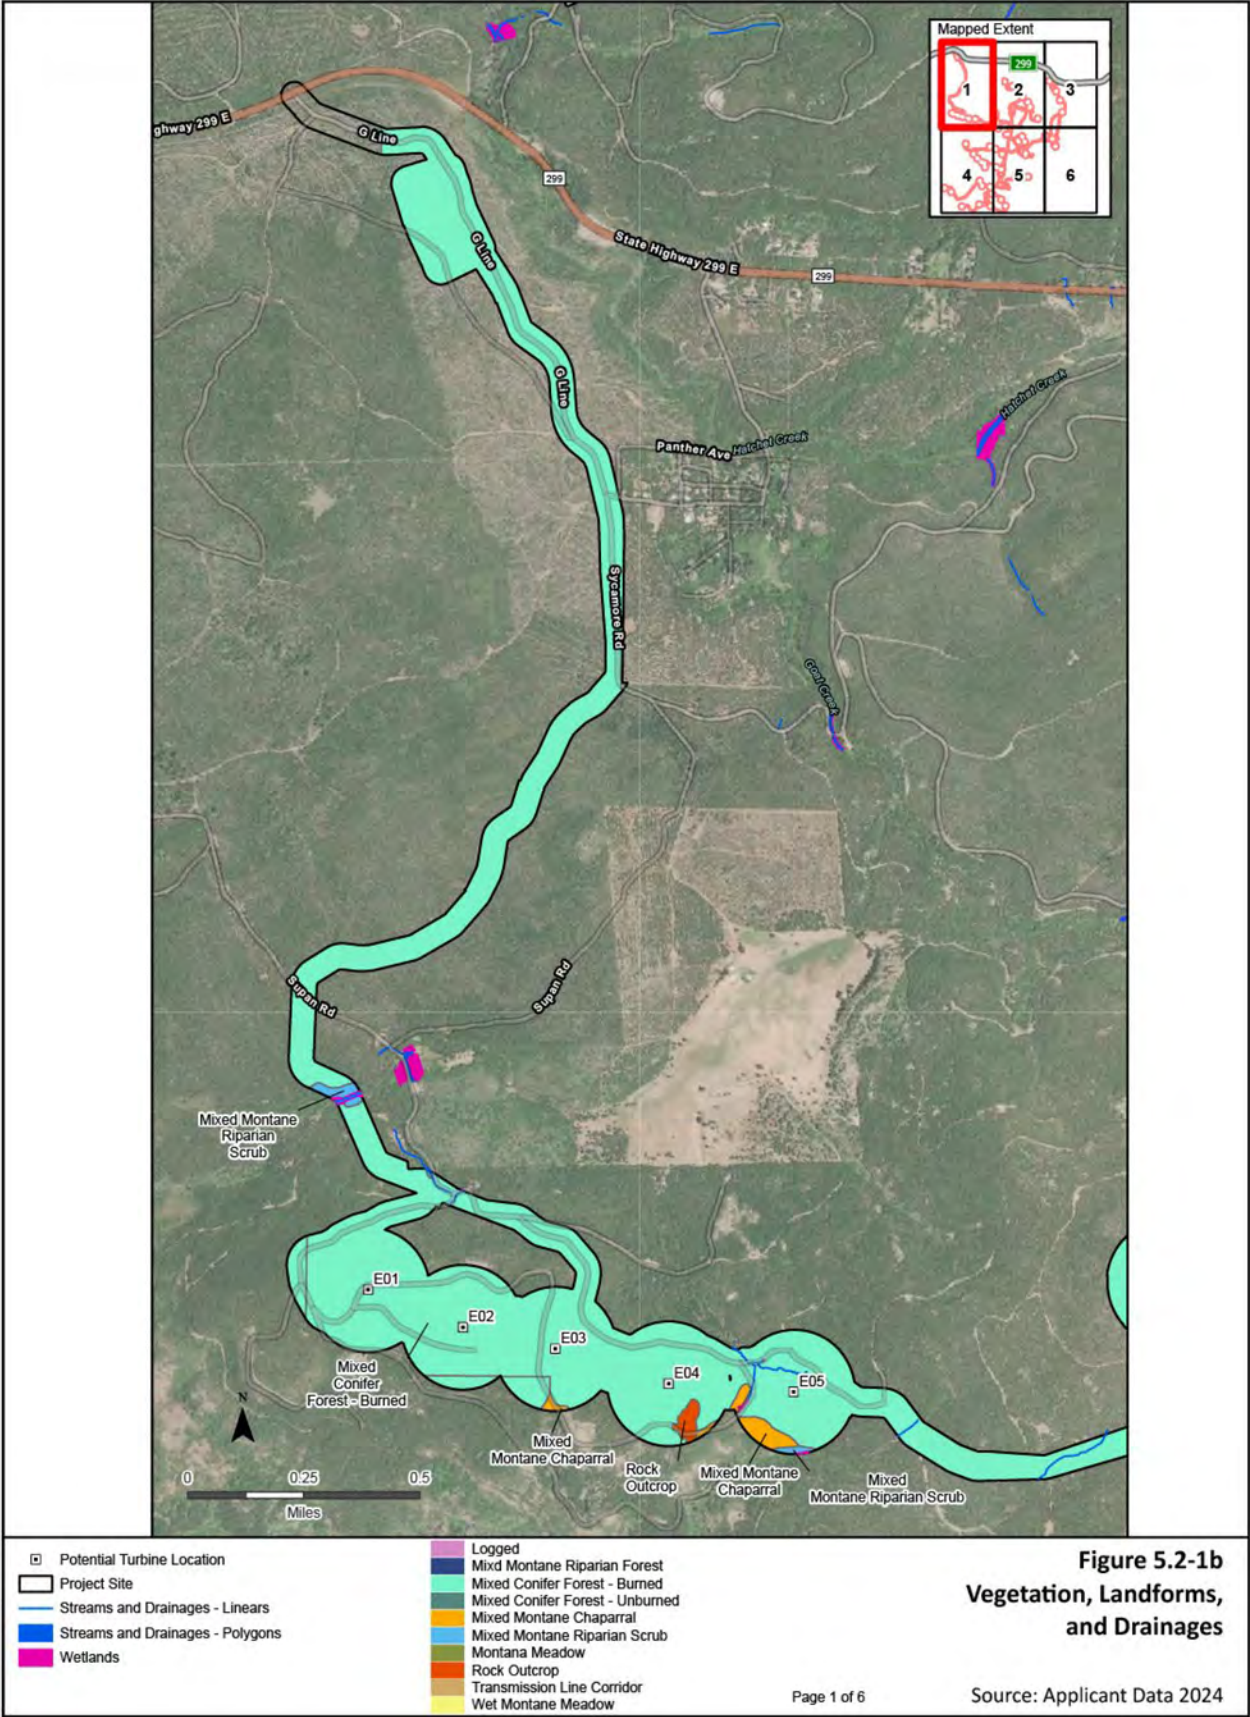 Mapped Extent
299
1
2
3
4
5
6
ghway 299 E
G Line
299
G Line
State Highway 299 E
299
G Line
Hatchet Creek
Panther Ave
Hatchet Creek
Sycamore Rd
Goat Creek
Supan Rd
Supan Rd
Mixed Montane
Riparian
Scrub
E01
E02
E03
E04
E05
Mixed
Conifer
Forest - Burned
N
Mixed
Montane Chaparral
Rock
Outcrop
Mixed Montane
Chaparral
Mixed
Montane Riparian Scrub
0 0.25 0.5
Miles
Potential Turbine Location
Project Site
Streams and Drainages - Linears
Streams and Drainages - Polygons
Wetlands
Logged
Mixd Montane Riparian Forest
Mixed Conifer Forest - Burned
Mixed Conifer Forest - Unburned
Mixed Montane Chaparral
Mixed Montane Riparian Scrub
Montana Meadow
Rock Outcrop
Transmission Line Corridor
Wet Montane Meadow
Page 1 of 6
Figure 5.2-1b
Vegetation, Landforms,
and Drainages
Source: Applicant Data 2024